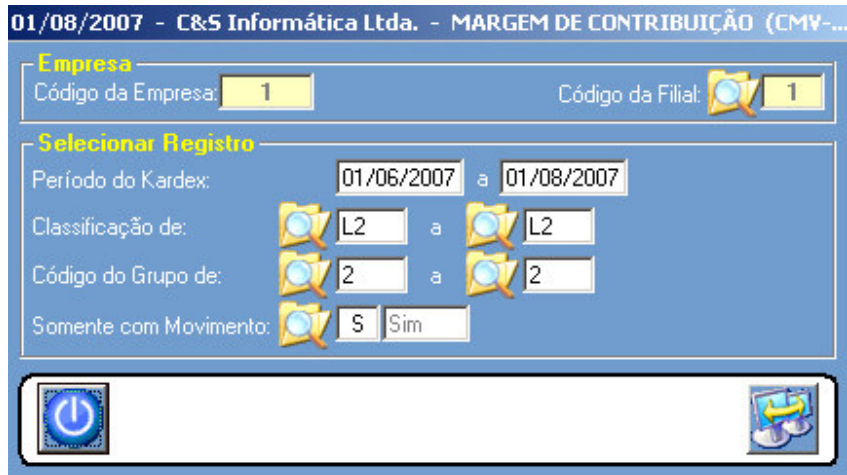 01/08/2007 - C&S Informática Ltda. - MARGEM DE CONTRIBUIÇÃO (CMV-...
Empresa
Código da Empresa: 1 Código da Filial: 1
Selecionar Registro
Período do Kardex: 01/06/2007 a 01/08/2007
Classificação de: L2 a L2
Código do Grupo de: 2 a 2
Somente com Movimento: S Sim